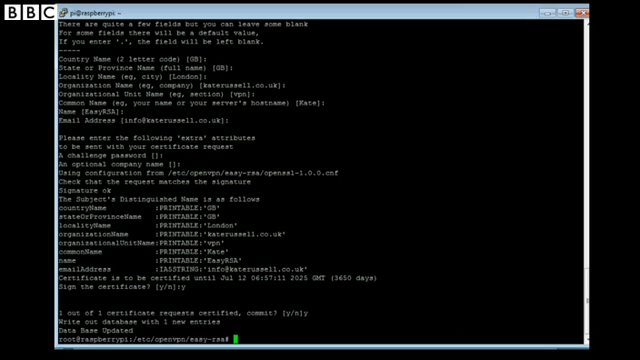 BBC
pi@raspberrypi: ~
There are quite a few fields but you can leave some blank
For some fields there will be a default value,
If you enter '.', the field will be left blank.
-----
Country Name (2 letter code) [GB]:
State or Province Name (full name) [GB]:
Locality Name (eg, city) [London]:
Organization Name (eg, company) [katerussell.co.uk]:
Organizational Unit Name (eg, section) [vpn]:
Common Name (eg, your name or your server's hostname) [Kate]:
Name [EasyRSA]:
Email Address [info@katerussell.co.uk]:
Please enter the following 'extra' attributes
to be sent with your certificate request
A challenge password []:
An optional company name []:
Using configuration from /etc/openvpn/easy-rsa/openssl-1.0.0.cnf
Check that the request matches the signature
Signature ok
The Subject's Distinguished Name is as follows
countryName :PRINTABLE:'GB'
stateOrProvinceName :PRINTABLE:'GB'
localityName :PRINTABLE:'London'
organizationName :PRINTABLE:'katerussell.co.uk'
organizationalUnitName:PRINTABLE:'vpn'
commonName :PRINTABLE:'Kate'
name :PRINTABLE:'EasyRSA'
emailAddress :IA5STRING:'info@katerussell.co.uk'
Certificate is to be certified until Jul 12 06:57:11 2025 GMT (3650 days)
Sign the certificate? [y/n]:y
1 out of 1 certificate requests certified, commit? [y/n]y
Write out database with 1 new entries
Data Base Updated
root@raspberrypi:/etc/openvpn/easy-rsa#